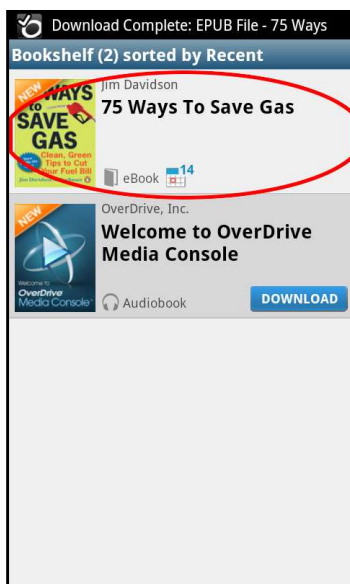 Download Complete: EPUB File - 75 Ways
Bookshelf (2) sorted by Recent
NEW
WAYS
to
SAVE
GAS
Clean, Green
Tips to Cut
Your Fuel Bill
Jim Davidson
75 Ways To Save Gas
eBook
14
NEW
Welcome to
OverDrive
Media Console
OverDrive, Inc.
Welcome to OverDrive
Media Console
Audiobook
DOWNLOAD